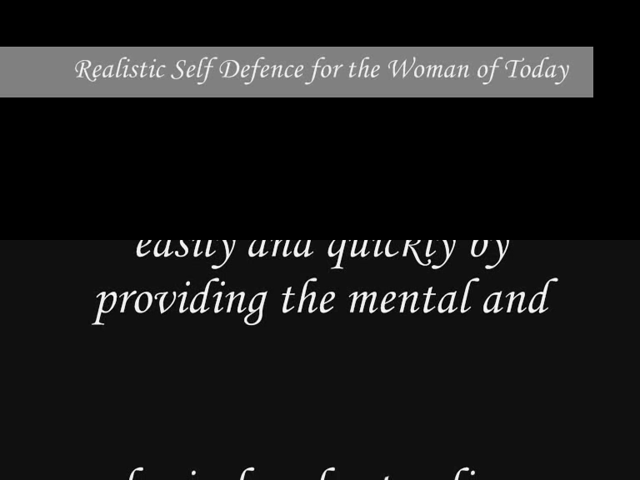 Realistic Self Defence for the Woman of Today
easily and quickly by
providing the mental and